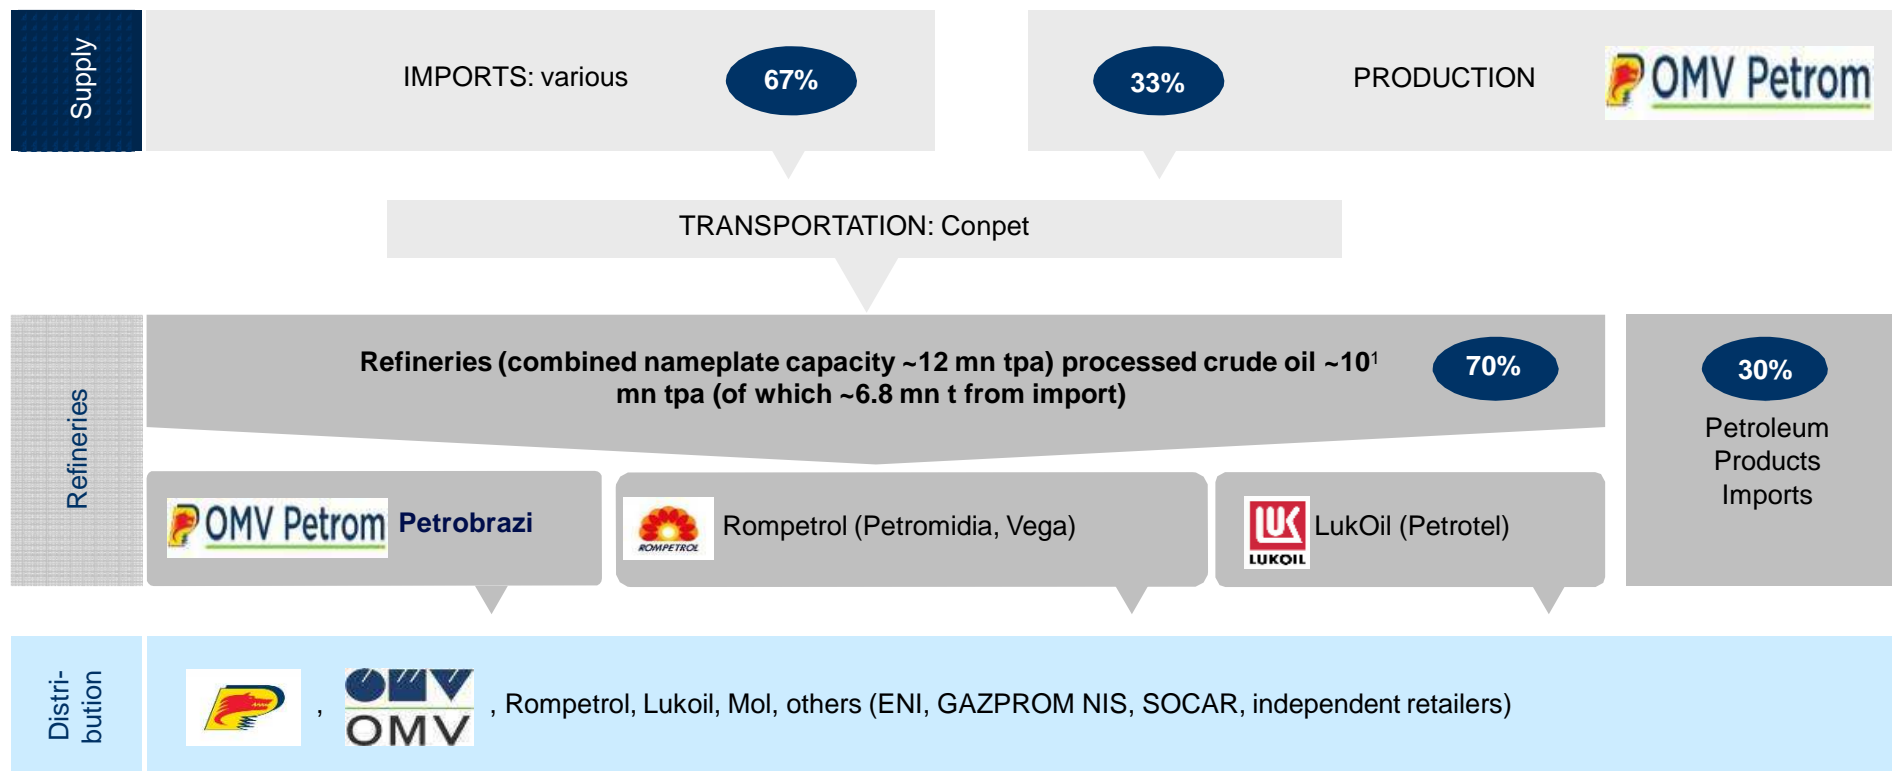 Supply
IMPORTS: various
67%
33%
PRODUCTION
OMV Petrom
TRANSPORTATION: Conpet
Refineries
Refineries (combined nameplate capacity ~12 mn tpa) processed crude oil ~10¹
mn tpa (of which ~6.8 mn t from import)
70%
30%
Petroleum
Products
Imports
OMV Petrom
Petrobrazi
ROMPETROL
Rompetrol (Petromidia, Vega)
LUK
LUKOIL
LukOil (Petrotel)
Distri-
bution
,
OMV
OMV
, Rompetrol, Lukoil, Mol, others (ENI, GAZPROM NIS, SOCAR, independent retailers)